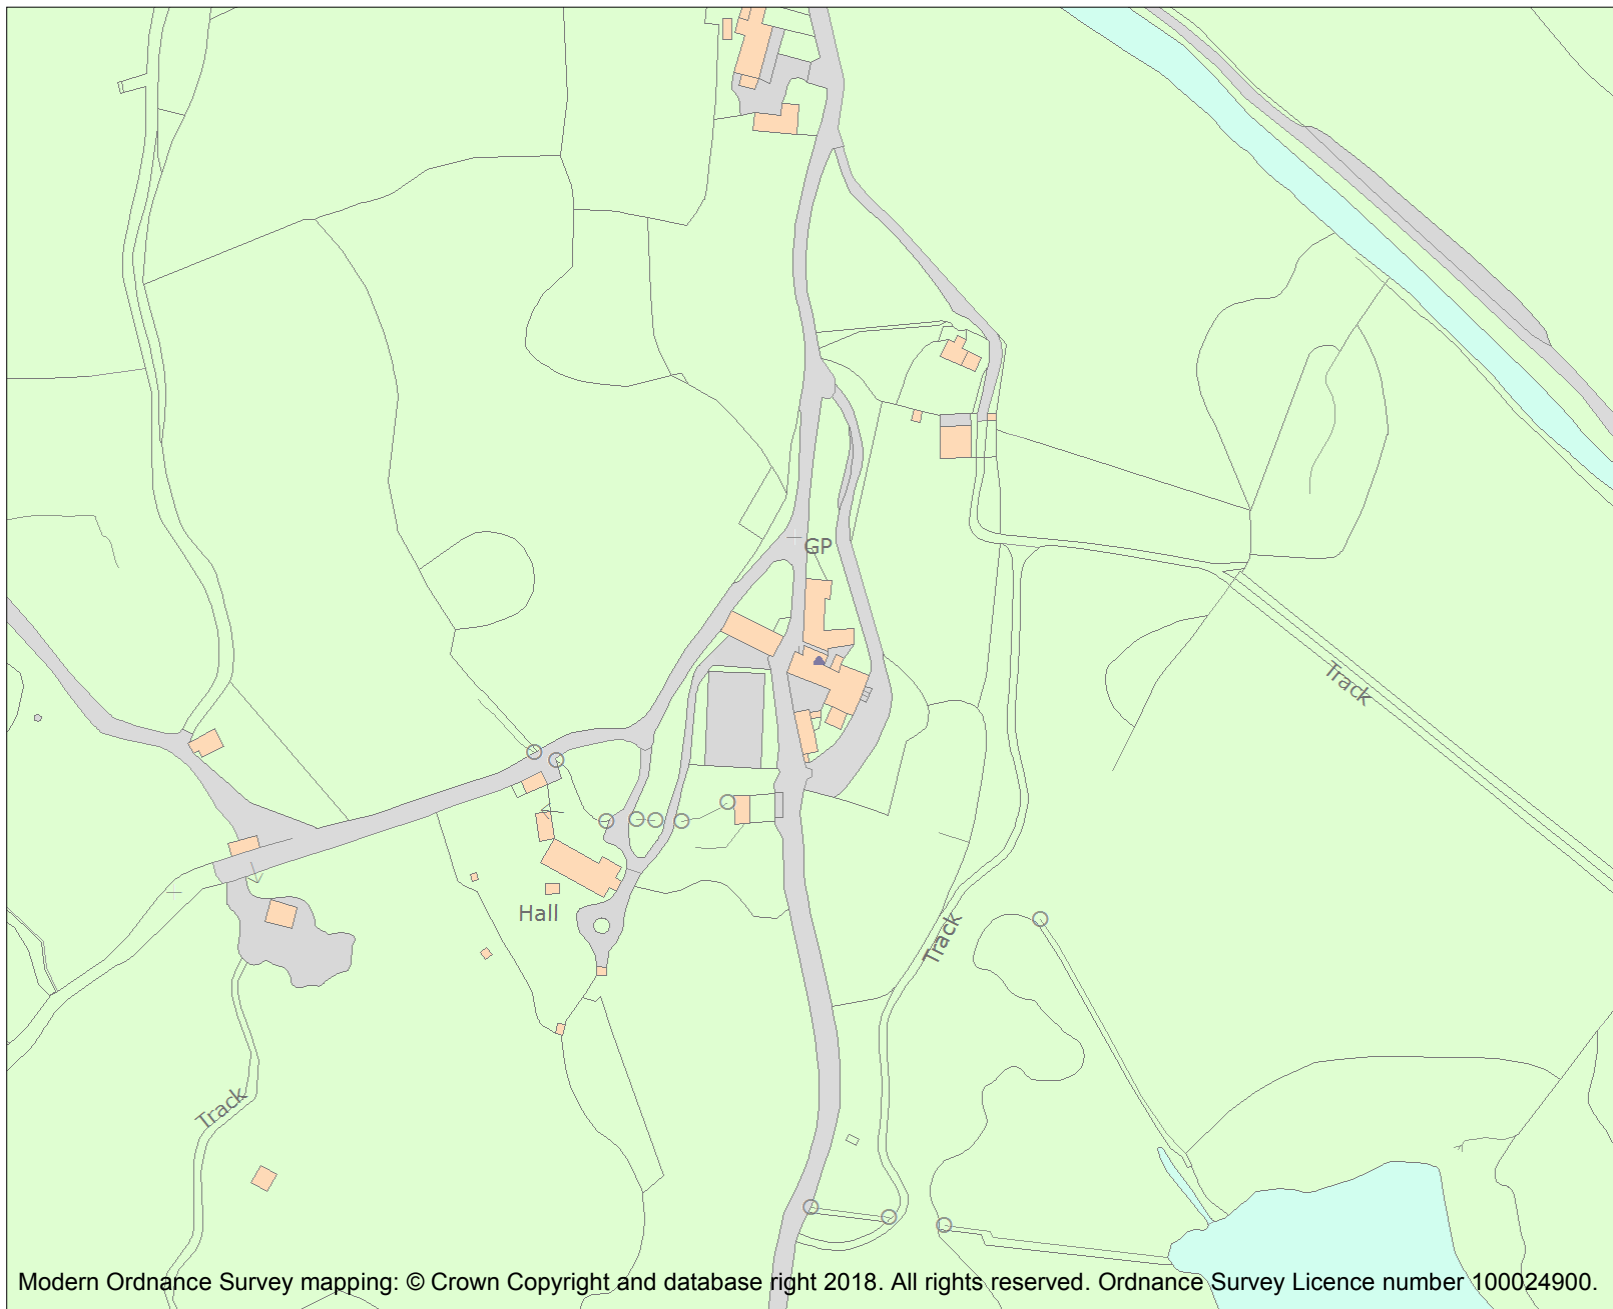 GP
Track
Hall
Track
Track
Modern Ordnance Survey mapping: © Crown Copyright and database right 2018. All rights reserved. Ordnance Survey Licence number 100024900.